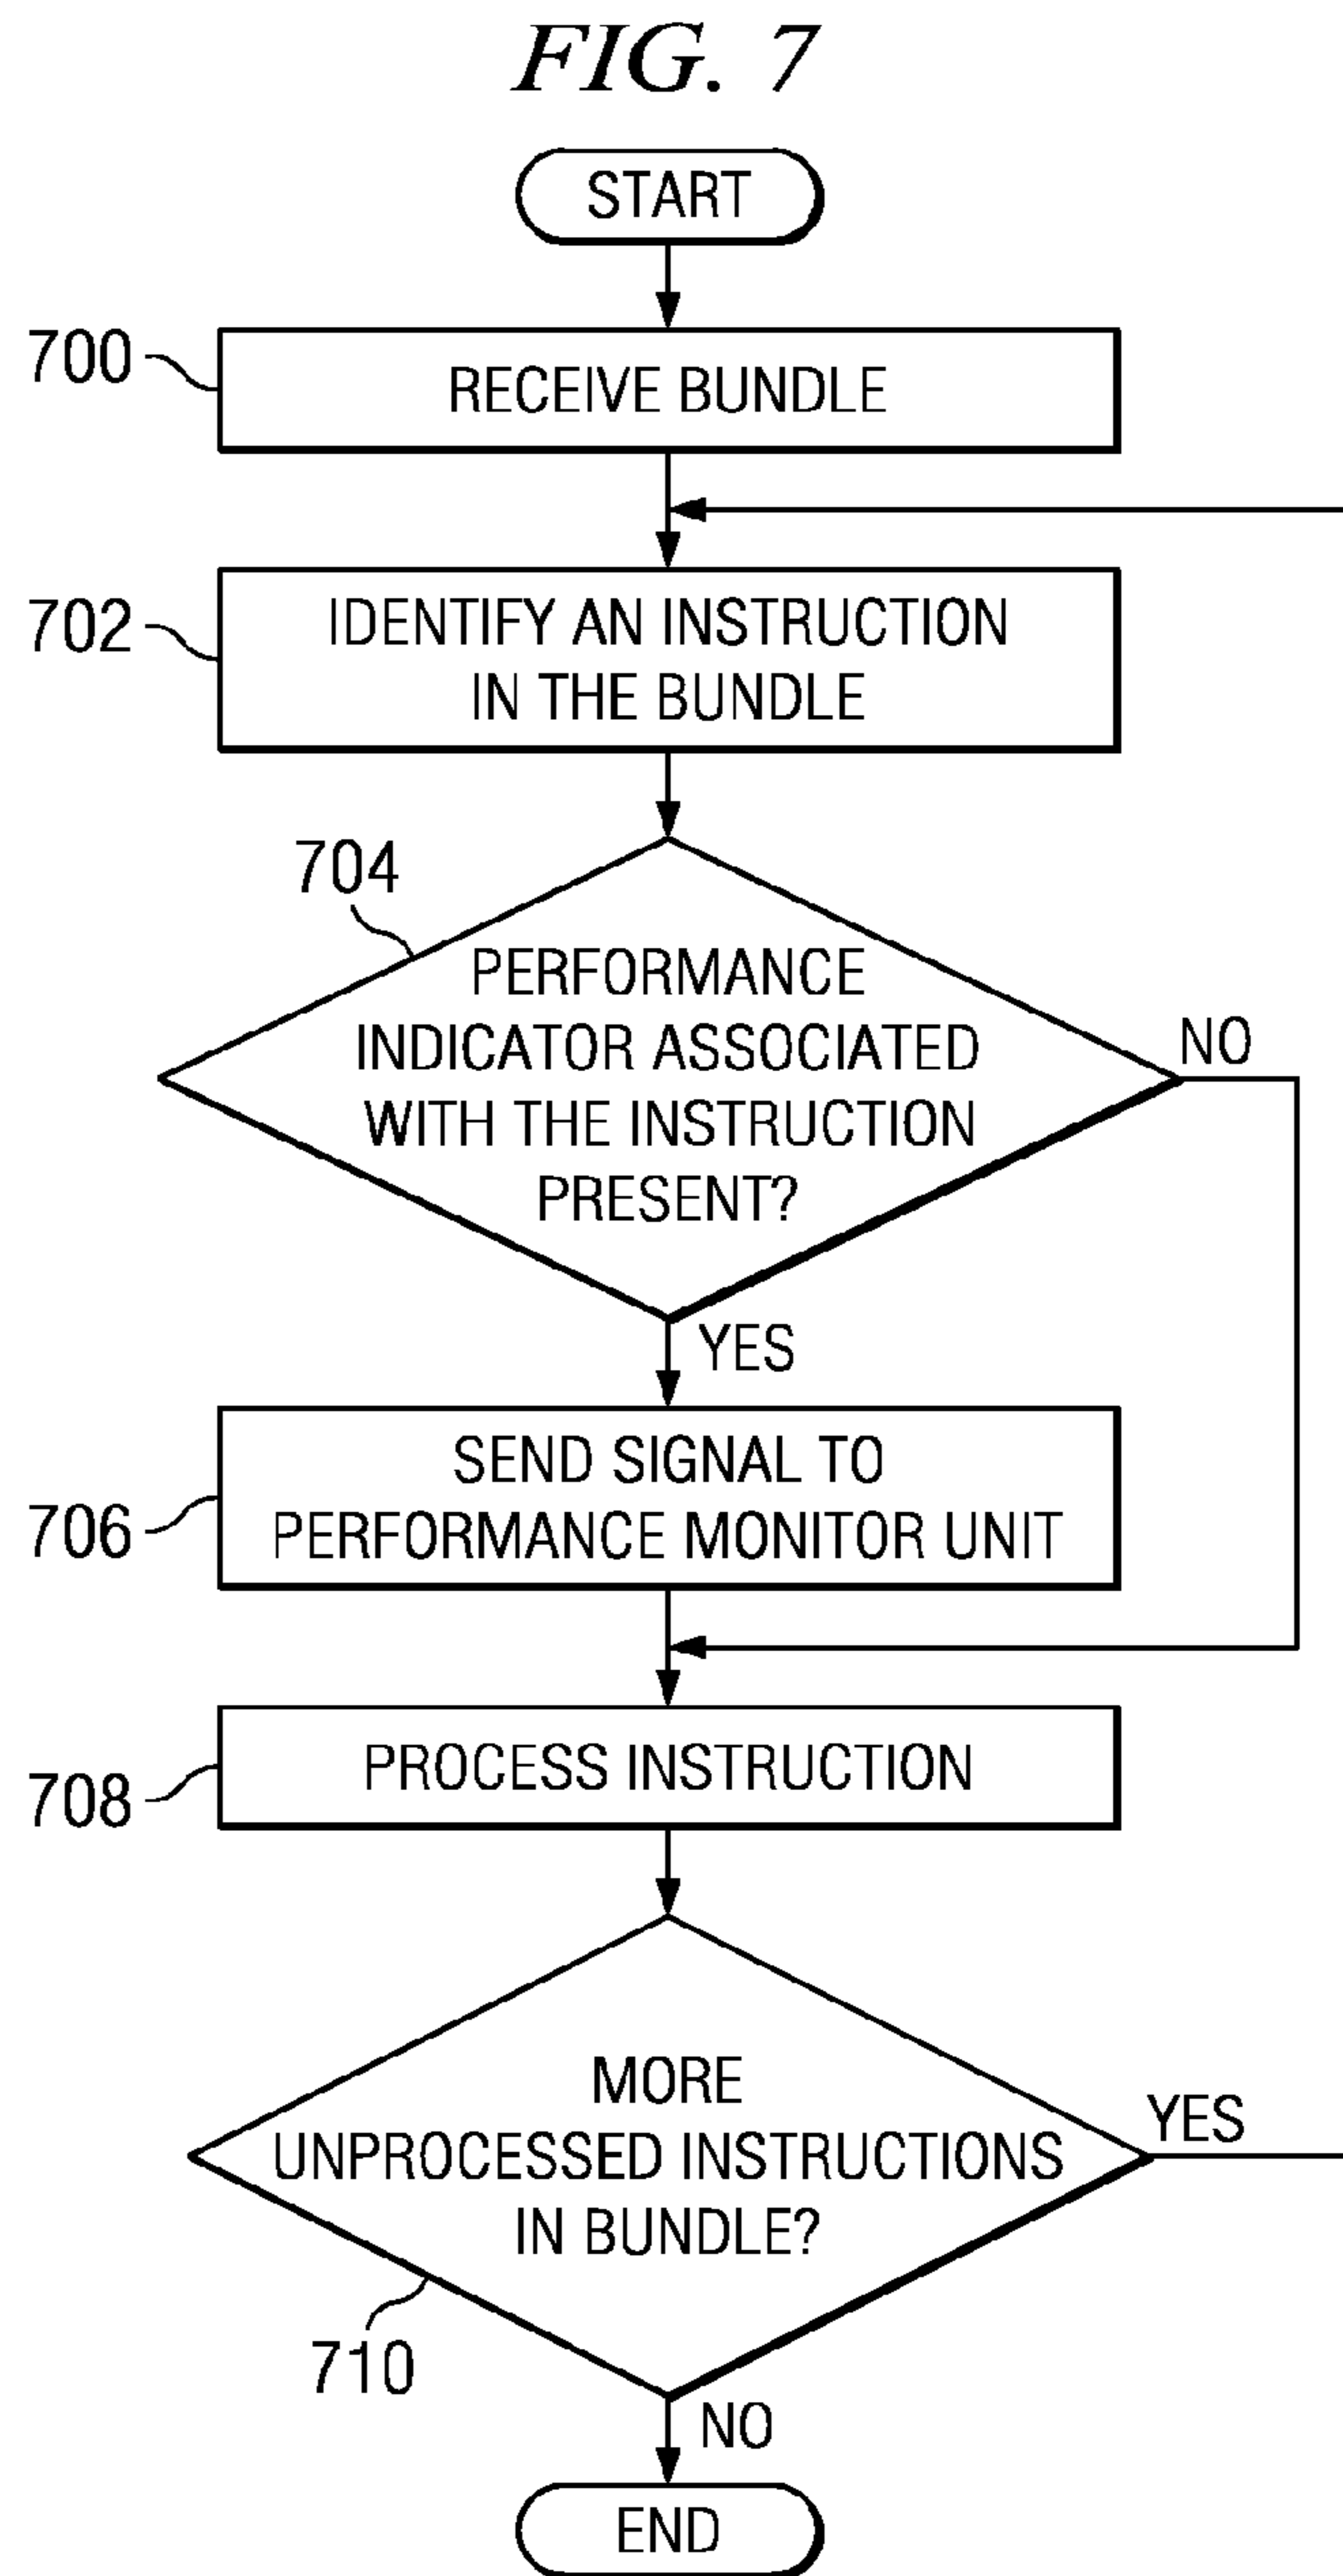 FIG. 7
START
700
RECEIVE BUNDLE
702
IDENTIFY AN INSTRUCTION
IN THE BUNDLE
704
PERFORMANCE
INDICATOR ASSOCIATED
WITH THE INSTRUCTION
PRESENT?
NO
YES
706
SEND SIGNAL TO
PERFORMANCE MONITOR UNIT
708
PROCESS INSTRUCTION
MORE
UNPROCESSED INSTRUCTIONS
IN BUNDLE?
YES
710
NO
END